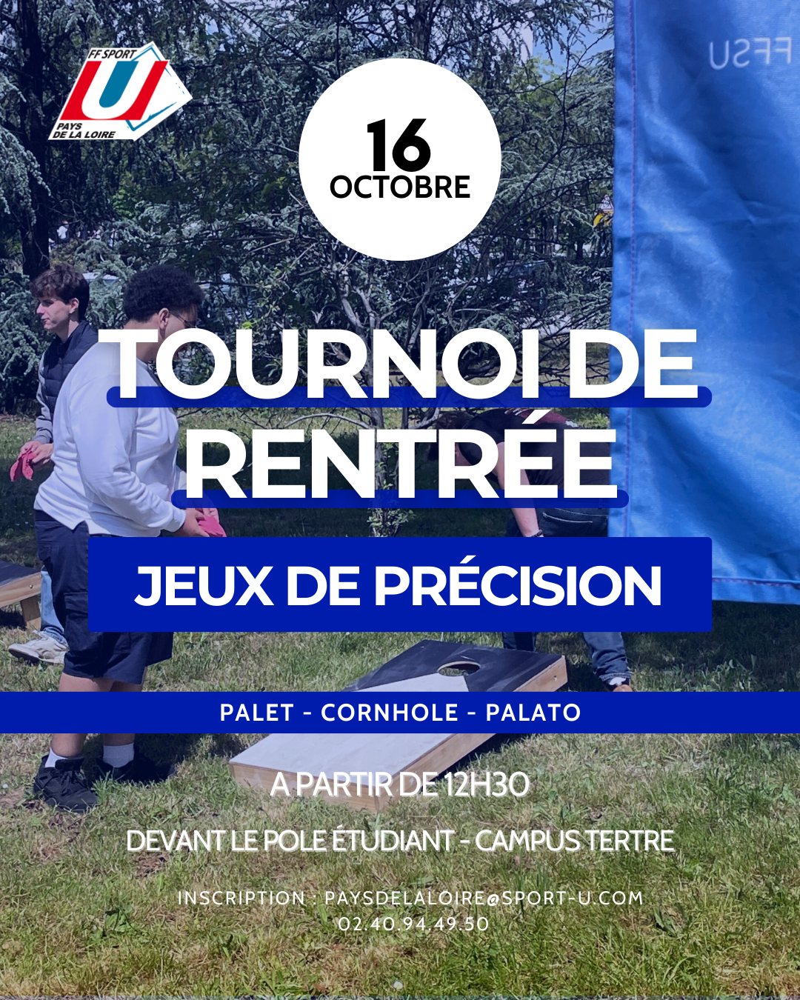 FF SPORT
U
PAYS
DE LA LOIRE
FFSU
16
OCTOBRE
TOURNOI DE
RENTRÉE
JEUX DE PRÉCISION
PALET - CORNHOLE - PALATO
A PARTIR DE 12H30
DEVANT LE POLE ÉTUDIANT - CAMPUS TERTRE
INSCRIPTION : PAYSDELALOIRE@SPORT-U.COM
02.40.94.49.50